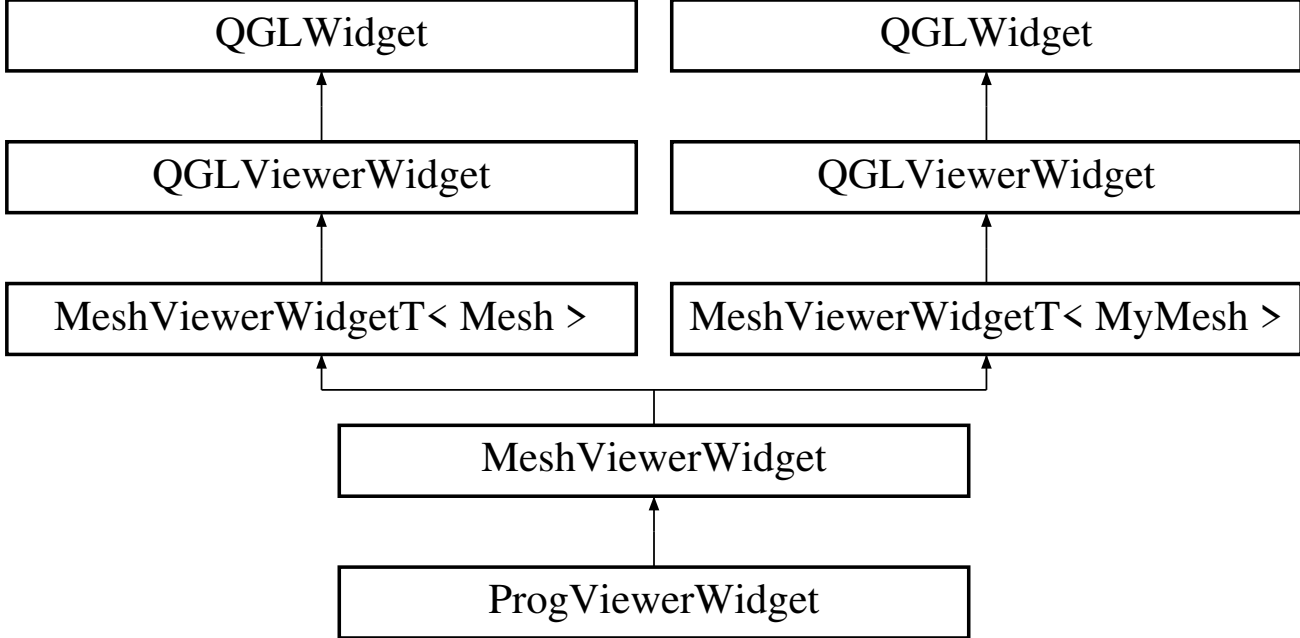 QGLWidget
QGLWidget
QGLViewerWidget
QGLViewerWidget
MeshViewerWidgetT< Mesh >
MeshViewerWidgetT< MyMesh >
MeshViewerWidget
ProgViewerWidget